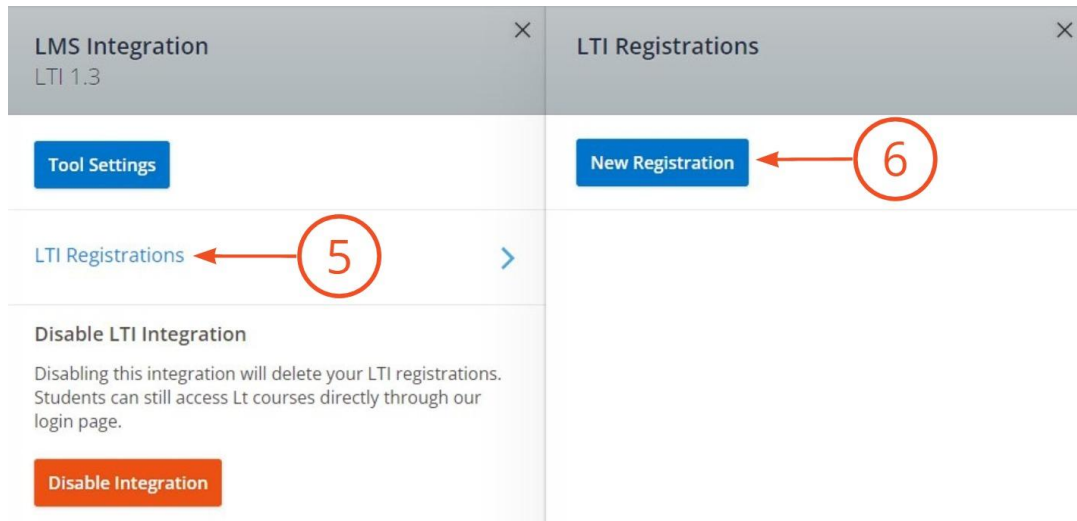 LMS Integration
LTI 1.3
Tool Settings
LTI Registrations
5
Disable LTI Integration
Disabling this integration will delete your LTI registrations.
Students can still access Lt courses directly through our
login page.
Disable Integration
LTI Registrations
New Registration
6